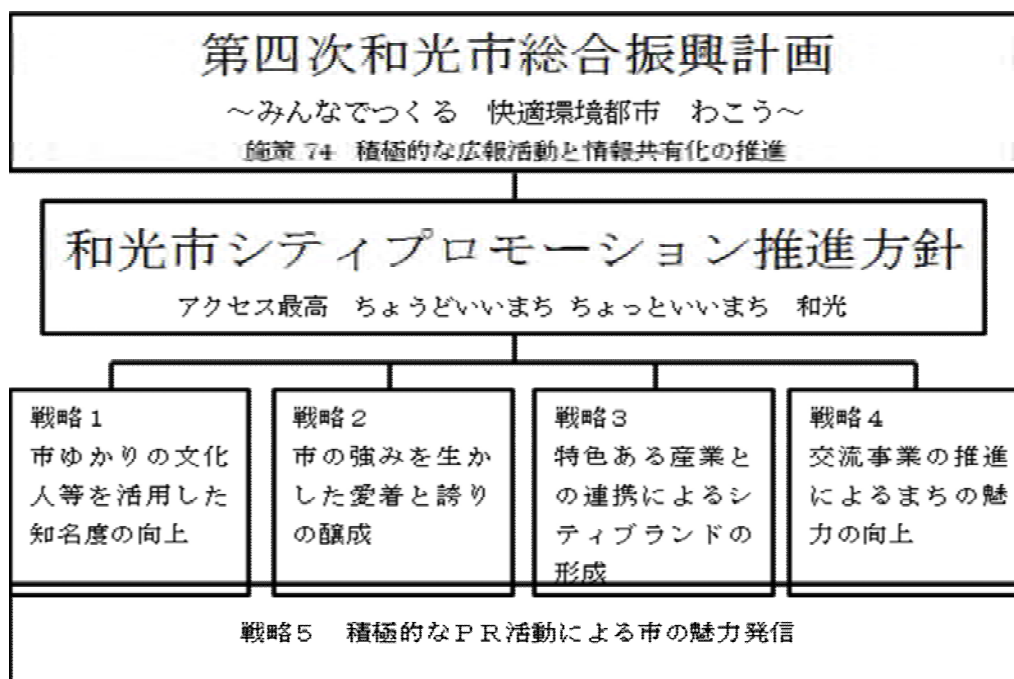 第四次和光市総合振興計画
～みんなでつくる　快適環境都市　わこう～
施策 74　積極的な広報活動と情報共有化の推進
和光市シティプロモーション推進方針
アクセス最高　ちょうどいいまち ちょっといいまち　和光
戦略１
市ゆかりの文化
人等を活用した
知名度の向上
戦略２
市の強みを生か
した愛着と誇り
の醸成
戦略３
特色ある産業と
の連携によるシ
ティブランドの
形成
戦略４
交流事業の推進
によるまちの魅
力の向上
戦略５　積極的なＰＲ活動による市の魅力発信